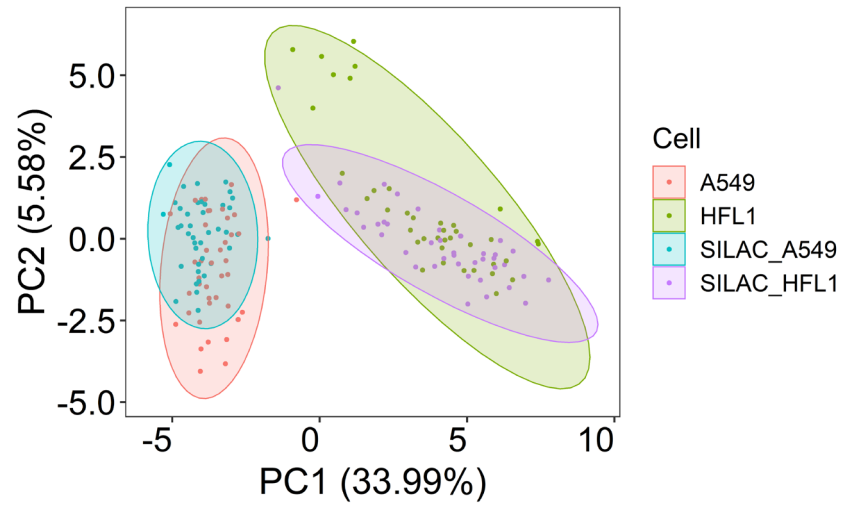 PC2 (5.58%)
5.0
2.5
0.0
-2.5
-5.0
-5
0
5
10
PC1 (33.99%)
Cell
A549
HFL1
SILAC_A549
SILAC_HFL1